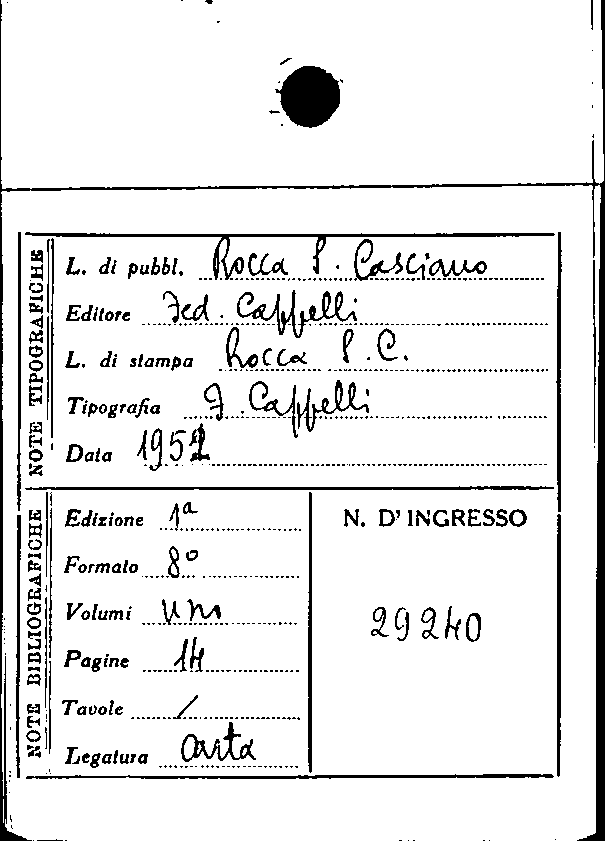 NOTE TIPOGRAFICHE
L. di pubbl. Rocca S. Casciano
Editore Fed. Cappelli
L. di stampa Rocca S. C.
Tipografia F. Cappelli
Data 1952
NOTE BIBLIOGRAFICHE
Edizione 1ª
Formato 8º
Volumi uno
Pagine 14
Tavole /
Legatura carta
N. D'INGRESSO
29240